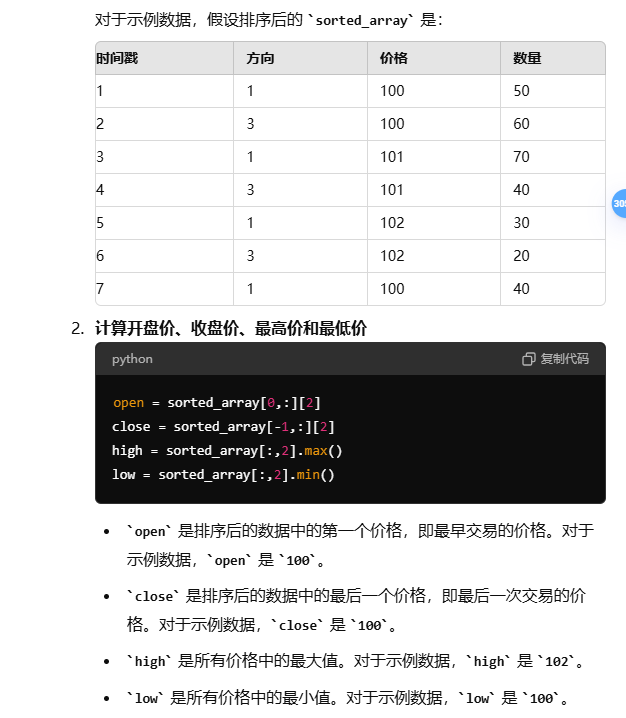 对于示例数据，假设排序后的 `sorted_array` 是：
时间戳 方向 价格 数量
1 1 100 50
2 3 100 60
3 1 101 70
4 3 101 40
5 1 102 30
6 3 102 20
7 1 100 40
2. 计算开盘价、收盘价、最高价和最低价
python 复制代码
open = sorted_array[0,:][2]
close = sorted_array[-1,:][2]
high = sorted_array[:,2].max()
low = sorted_array[:,2].min()
• `open` 是排序后的数据中的第一个价格，即最早交易的价格。对于
示例数据，`open` 是 `100`。
• `close` 是排序后的数据中的最后一个价格，即最后一次交易的价
格。对于示例数据，`close` 是 `100`。
• `high` 是所有价格中的最大值。对于示例数据，`high` 是 `102`。
• `low` 是所有价格中的最小值。对于示例数据，`low` 是 `100`。